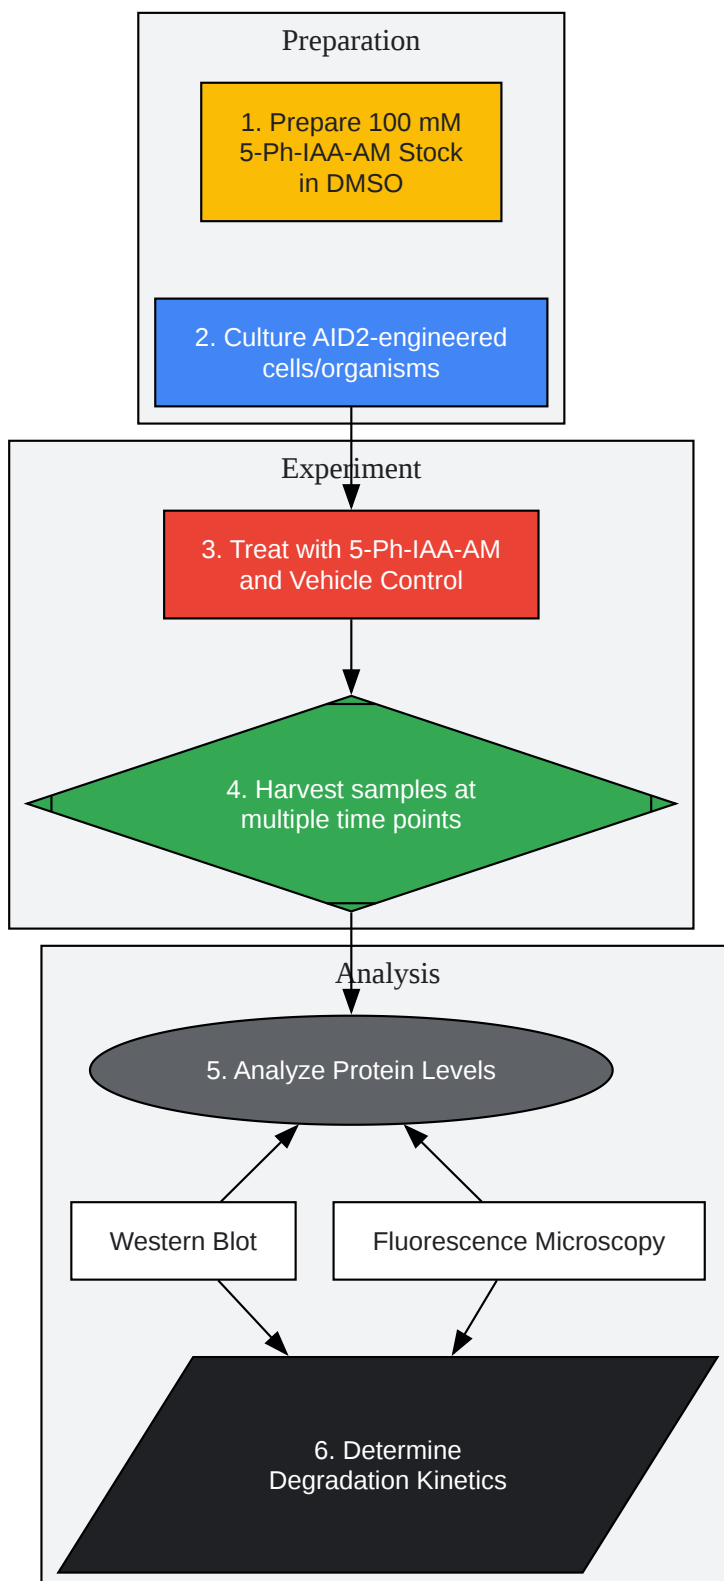 Preparation
1. Prepare 100 mM
5-Ph-IAA-AM Stock
in DMSO
2. Culture AID2-engineered
cells/organisms
Experiment
3. Treat with 5-Ph-IAA-AM
and Vehicle Control
4. Harvest samples at
multiple time points
Analysis
5. Analyze Protein Levels
Western Blot
Fluorescence Microscopy
6. Determine
Degradation Kinetics